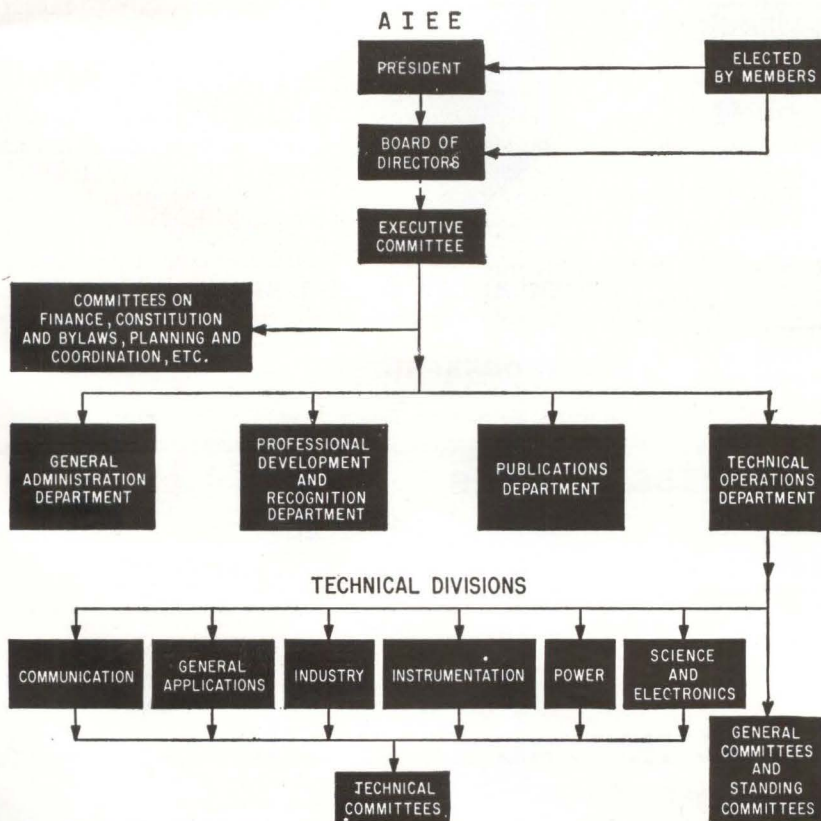 AIEE
PRESIDENT
ELECTED
BY MEMBERS
BOARD OF
DIRECTORS
EXECUTIVE
COMMITTEE
COMMITTEES ON
FINANCE, CONSTITUTION
AND BYLAWS, PLANNING AND
COORDINATION, ETC.
GENERAL
ADMINISTRATION
DEPARTMENT
PROFESSIONAL
DEVELOPMENT
AND
RECOGNITION
DEPARTMENT
PUBLICATIONS
DEPARTMENT
TECHNICAL
OPERATIONS
DEPARTMENT
TECHNICAL DIVISIONS
COMMUNICATION
GENERAL
APPLICATIONS
INDUSTRY
INSTRUMENTATION
POWER
SCIENCE
AND
ELECTRONICS
TECHNICAL
COMMITTEES
GENERAL
COMMITTEES
AND
STANDING
COMMITTEES